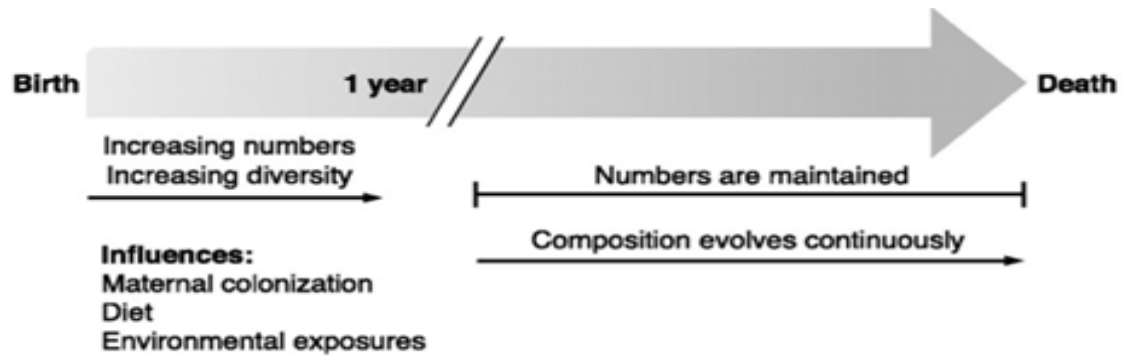 Birth
1 year
Death
Increasing numbers
Increasing diversity
Numbers are maintained
Composition evolves continuously
Influences:
Maternal colonization
Diet
Environmental exposures